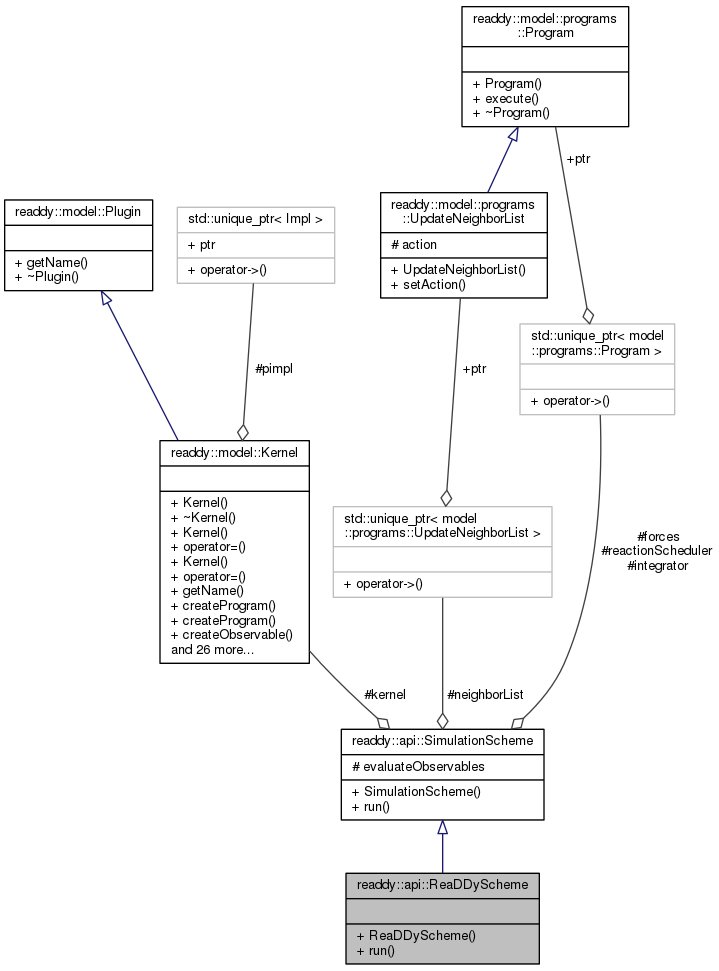 readdy::model::programs
::Program
+ Program()
+ execute()
+ ~Program()
+ptr
readdy::model::Plugin
+ getName()
+ ~Plugin()
std::unique_ptr< Impl >
+ ptr
+ operator->()
readdy::model::programs
::UpdateNeighborList
# action
+ UpdateNeighborList()
+ setAction()
std::unique_ptr< model
::programs::Program >
+ operator->()
#pimpl
+ptr
readdy::model::Kernel
+ Kernel()
+ ~Kernel()
+ Kernel()
+ operator=()
+ Kernel()
+ operator=()
+ getName()
+ createProgram()
+ createProgram()
+ createObservable()
and 26 more...
std::unique_ptr< model
::programs::UpdateNeighborList >
+ operator->()
#forces
#reactionScheduler
#integrator
#kernel
#neighborList
readdy::api::SimulationScheme
# evaluateObservables
+ SimulationScheme()
+ run()
readdy::api::ReaDDyScheme
+ ReaDDyScheme()
+ run()